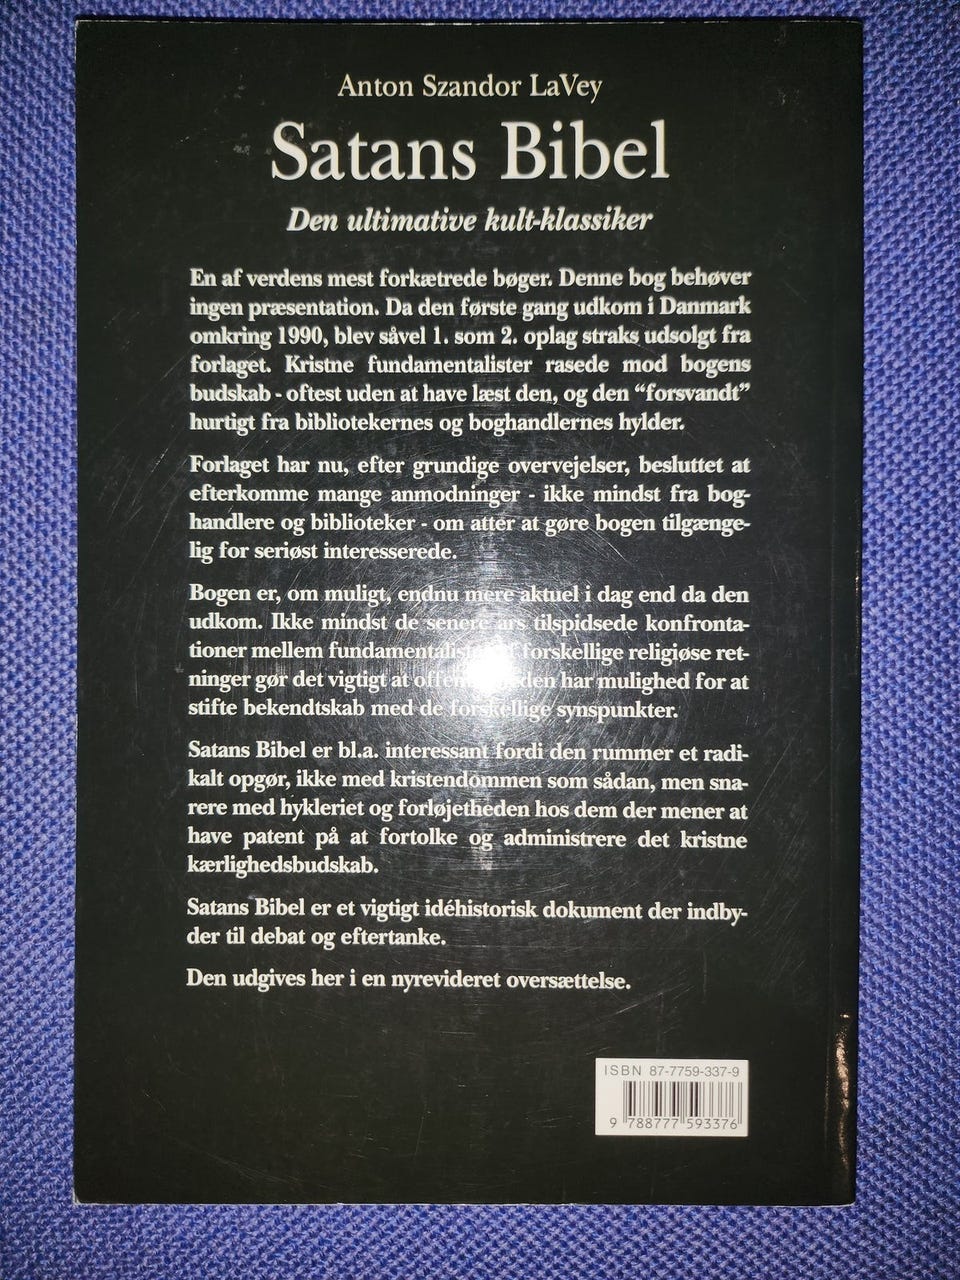 Anton Szandor LaVey
Satans Bibel
Den ultimative kult-klassiker
En af verdens mest forkætrede bøger. Denne bog behøver
ingen præsentation. Da den første gang udkom i Danmark
omkring 1990, blev såvel 1. som 2. oplag straks udsolgt fra
forlaget. Kristne fundamentalister rasede mod bogens
budskab - oftest uden at have læst den, og den “forsvandt”
hurtigt fra bibliotekernes og boghandlernes hylder.
Forlaget har nu, efter grundige overvejelser, besluttet at
efterkomme mange anmodninger - ikke mindst fra bog-
handlere og biblioteker - om atter at gøre bogen tilgænge-
lig for seriøst interesserede.
Bogen er, om muligt, endnu mere aktuel i dag end da den
udkom. Ikke mindst de senere års tilspidsede konfronta-
tioner mellem forskellige religiøse ret-
ninger gør det vigtigt at har mulighed for at
stifte bekendtskab med de forskellige synspunkter.
Satans Bibel er bl.a. interessant fordi den rummer et radi-
kalt opgør, ikke med kristendommen som sådan, men sna-
rere med hykleriet og forløjetheden hos dem der mener at
have patent på at fortolke og administrere det kristne
kærlighedsbudskab.
Satans Bibel er et vigtigt idéhistorisk dokument der indby-
der til debat og eftertanke.
Den udgives her i en nyrevideret oversættelse.
ISBN 87-7759-337-9
9 788777 593376